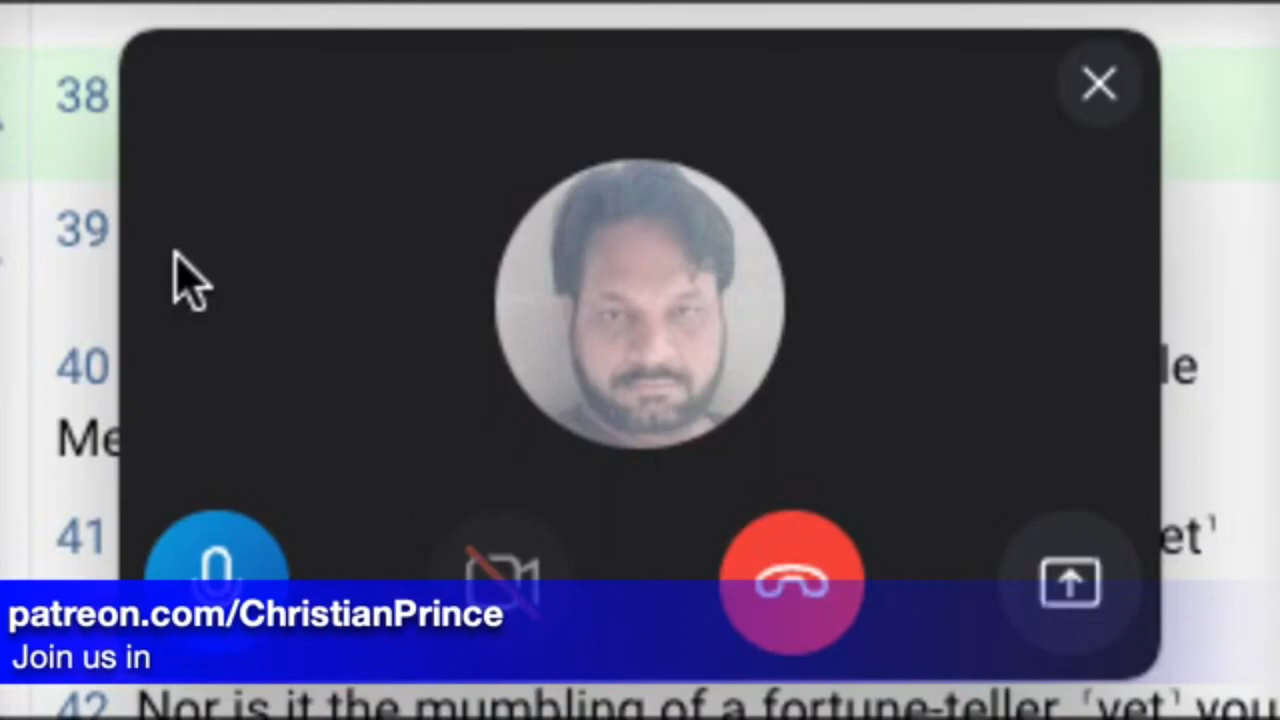 38
39
40
le
Me
41
et˺
patreon.com/ChristianPrince
Join us in
42 Nor is it the mumbling of a fortune-teller, ˹yet˺ you